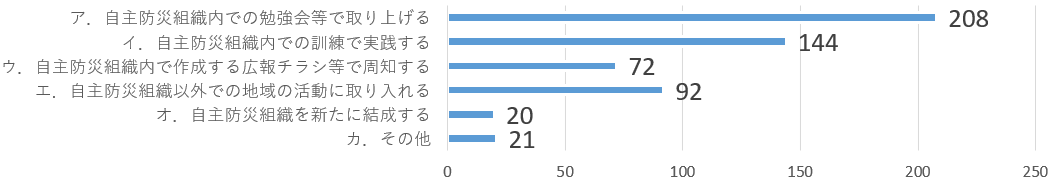 ア．自主防災組織内での勉強会等で取り上げる 208
イ．自主防災組織内での訓練で実践する 144
ウ．自主防災組織内で作成する広報チラシ等で周知する 72
エ．自主防災組織以外での地域の活動に取り入れる 92
オ．自主防災組織を新たに結成する 20
カ．その他 21
0 50 100 150 200 250